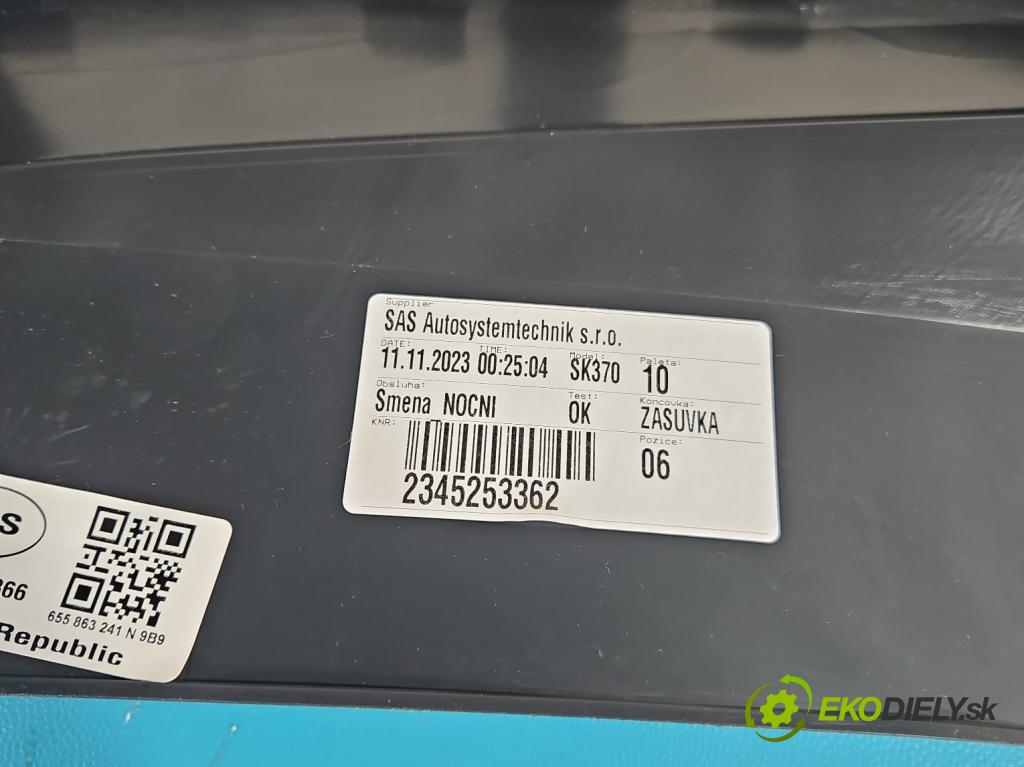 Supplier
SAS Autosystemtechnik s.r.o.
DATE: TIME: Model: Paleta:
11.11.2023 00:25:04 SK370 10
Obsluha: Test: Koncovka:
Smena NOCNI OK ZASUVKA
KNR: Pozice:
06
2345253362
S
366
655 863 241 N 9B9
Republic
EKODIELY.sk